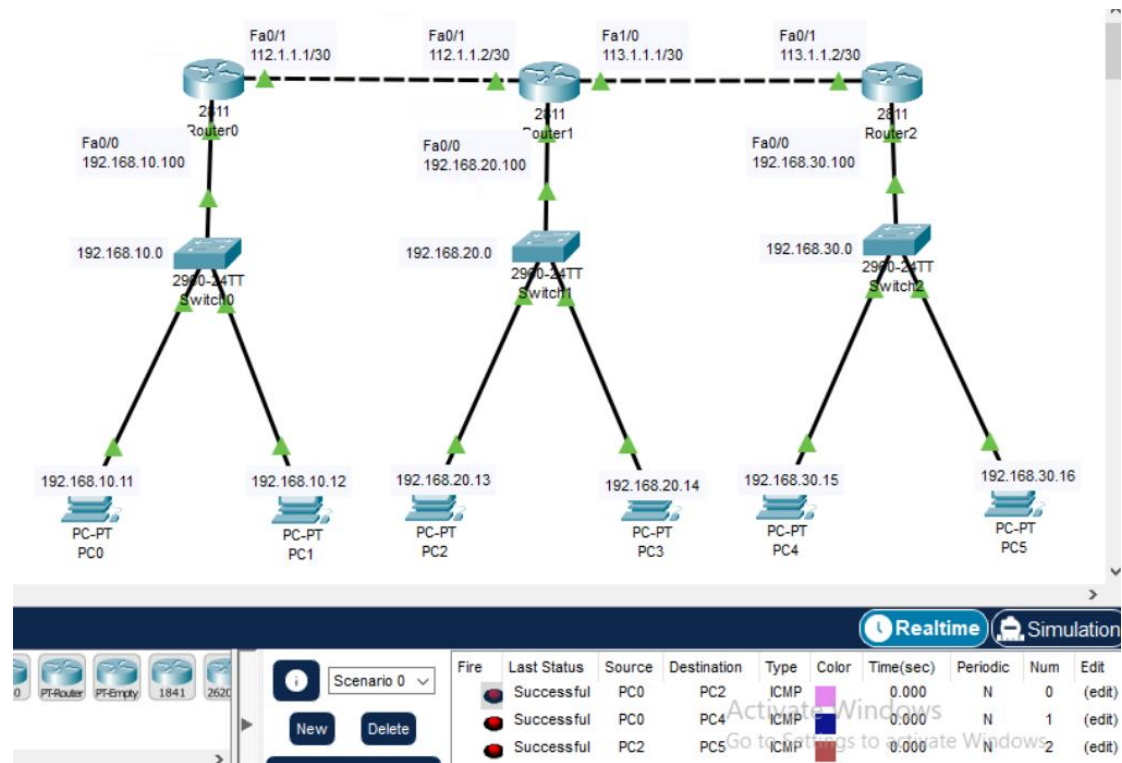 Fa0/1
112.1.1.1/30
Fa0/1
112.1.1.2/30
Fa1/0
113.1.1.1/30
Fa0/1
113.1.1.2/30
2811
Router0
2811
Router1
2811
Router2
Fa0/0
192.168.10.100
Fa0/0
192.168.20.100
Fa0/0
192.168.30.100
192.168.10.0
2960-24TT
Switch0
192.168.20.0
2960-24TT
Switch1
192.168.30.0
2960-24TT
Switch2
192.168.10.11
PC-PT
PC0
192.168.10.12
PC-PT
PC1
192.168.20.13
PC-PT
PC2
192.168.20.14
PC-PT
PC3
192.168.30.15
PC-PT
PC4
192.168.30.16
PC-PT
PC5
Realtime Simulation
0 PT-Router PT-Empty 1841 2620
Scenario 0
New Delete
Fire Last Status Source Destination Type Color Time(sec) Periodic Num Edit
Successful PC0 PC2 ICMP 0.000 N 0 (edit)
Successful PC0 PC4 ICMP 0.000 N 1 (edit)
Successful PC2 PC5 ICMP 0.000 N 2 (edit)
Activate Windows
Go to Settings to activate Windows.